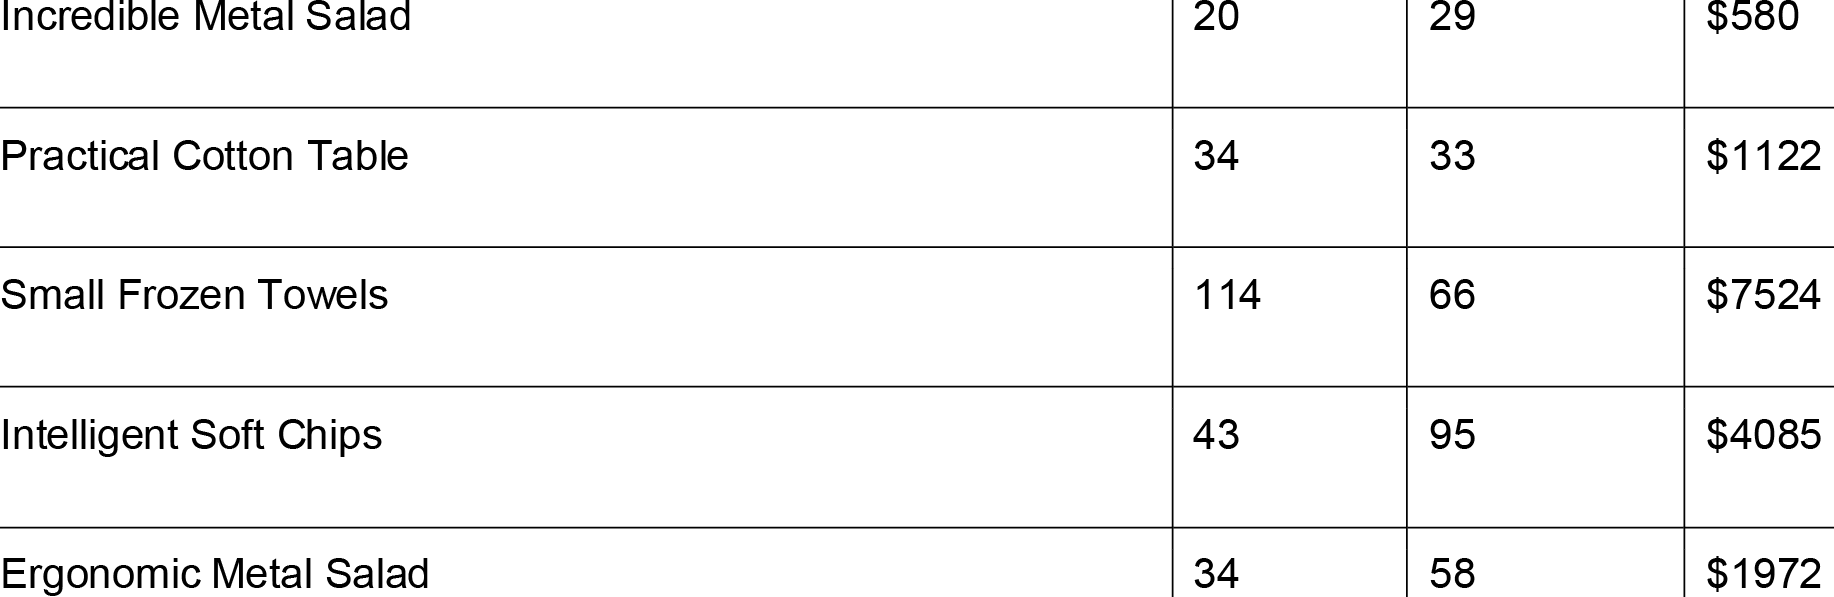 Incredible Metal Salad 20 29 $580
Practical Cotton Table 34 33 $1122
Small Frozen Towels 114 66 $7524
Intelligent Soft Chips 43 95 $4085
Ergonomic Metal Salad 34 58 $1972